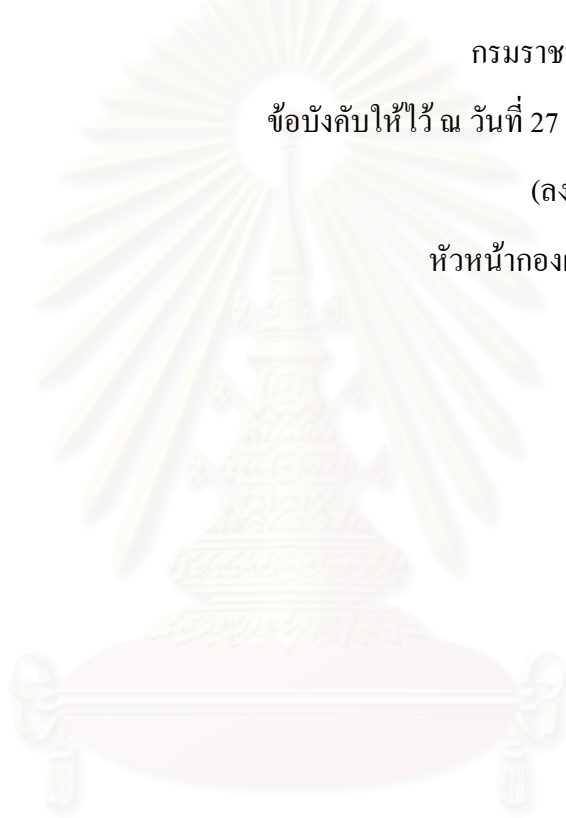 กรมราช
ข้อบังคับให้ไว้ ณ วันที่ 27
(ลง
หัวหน้ากอง